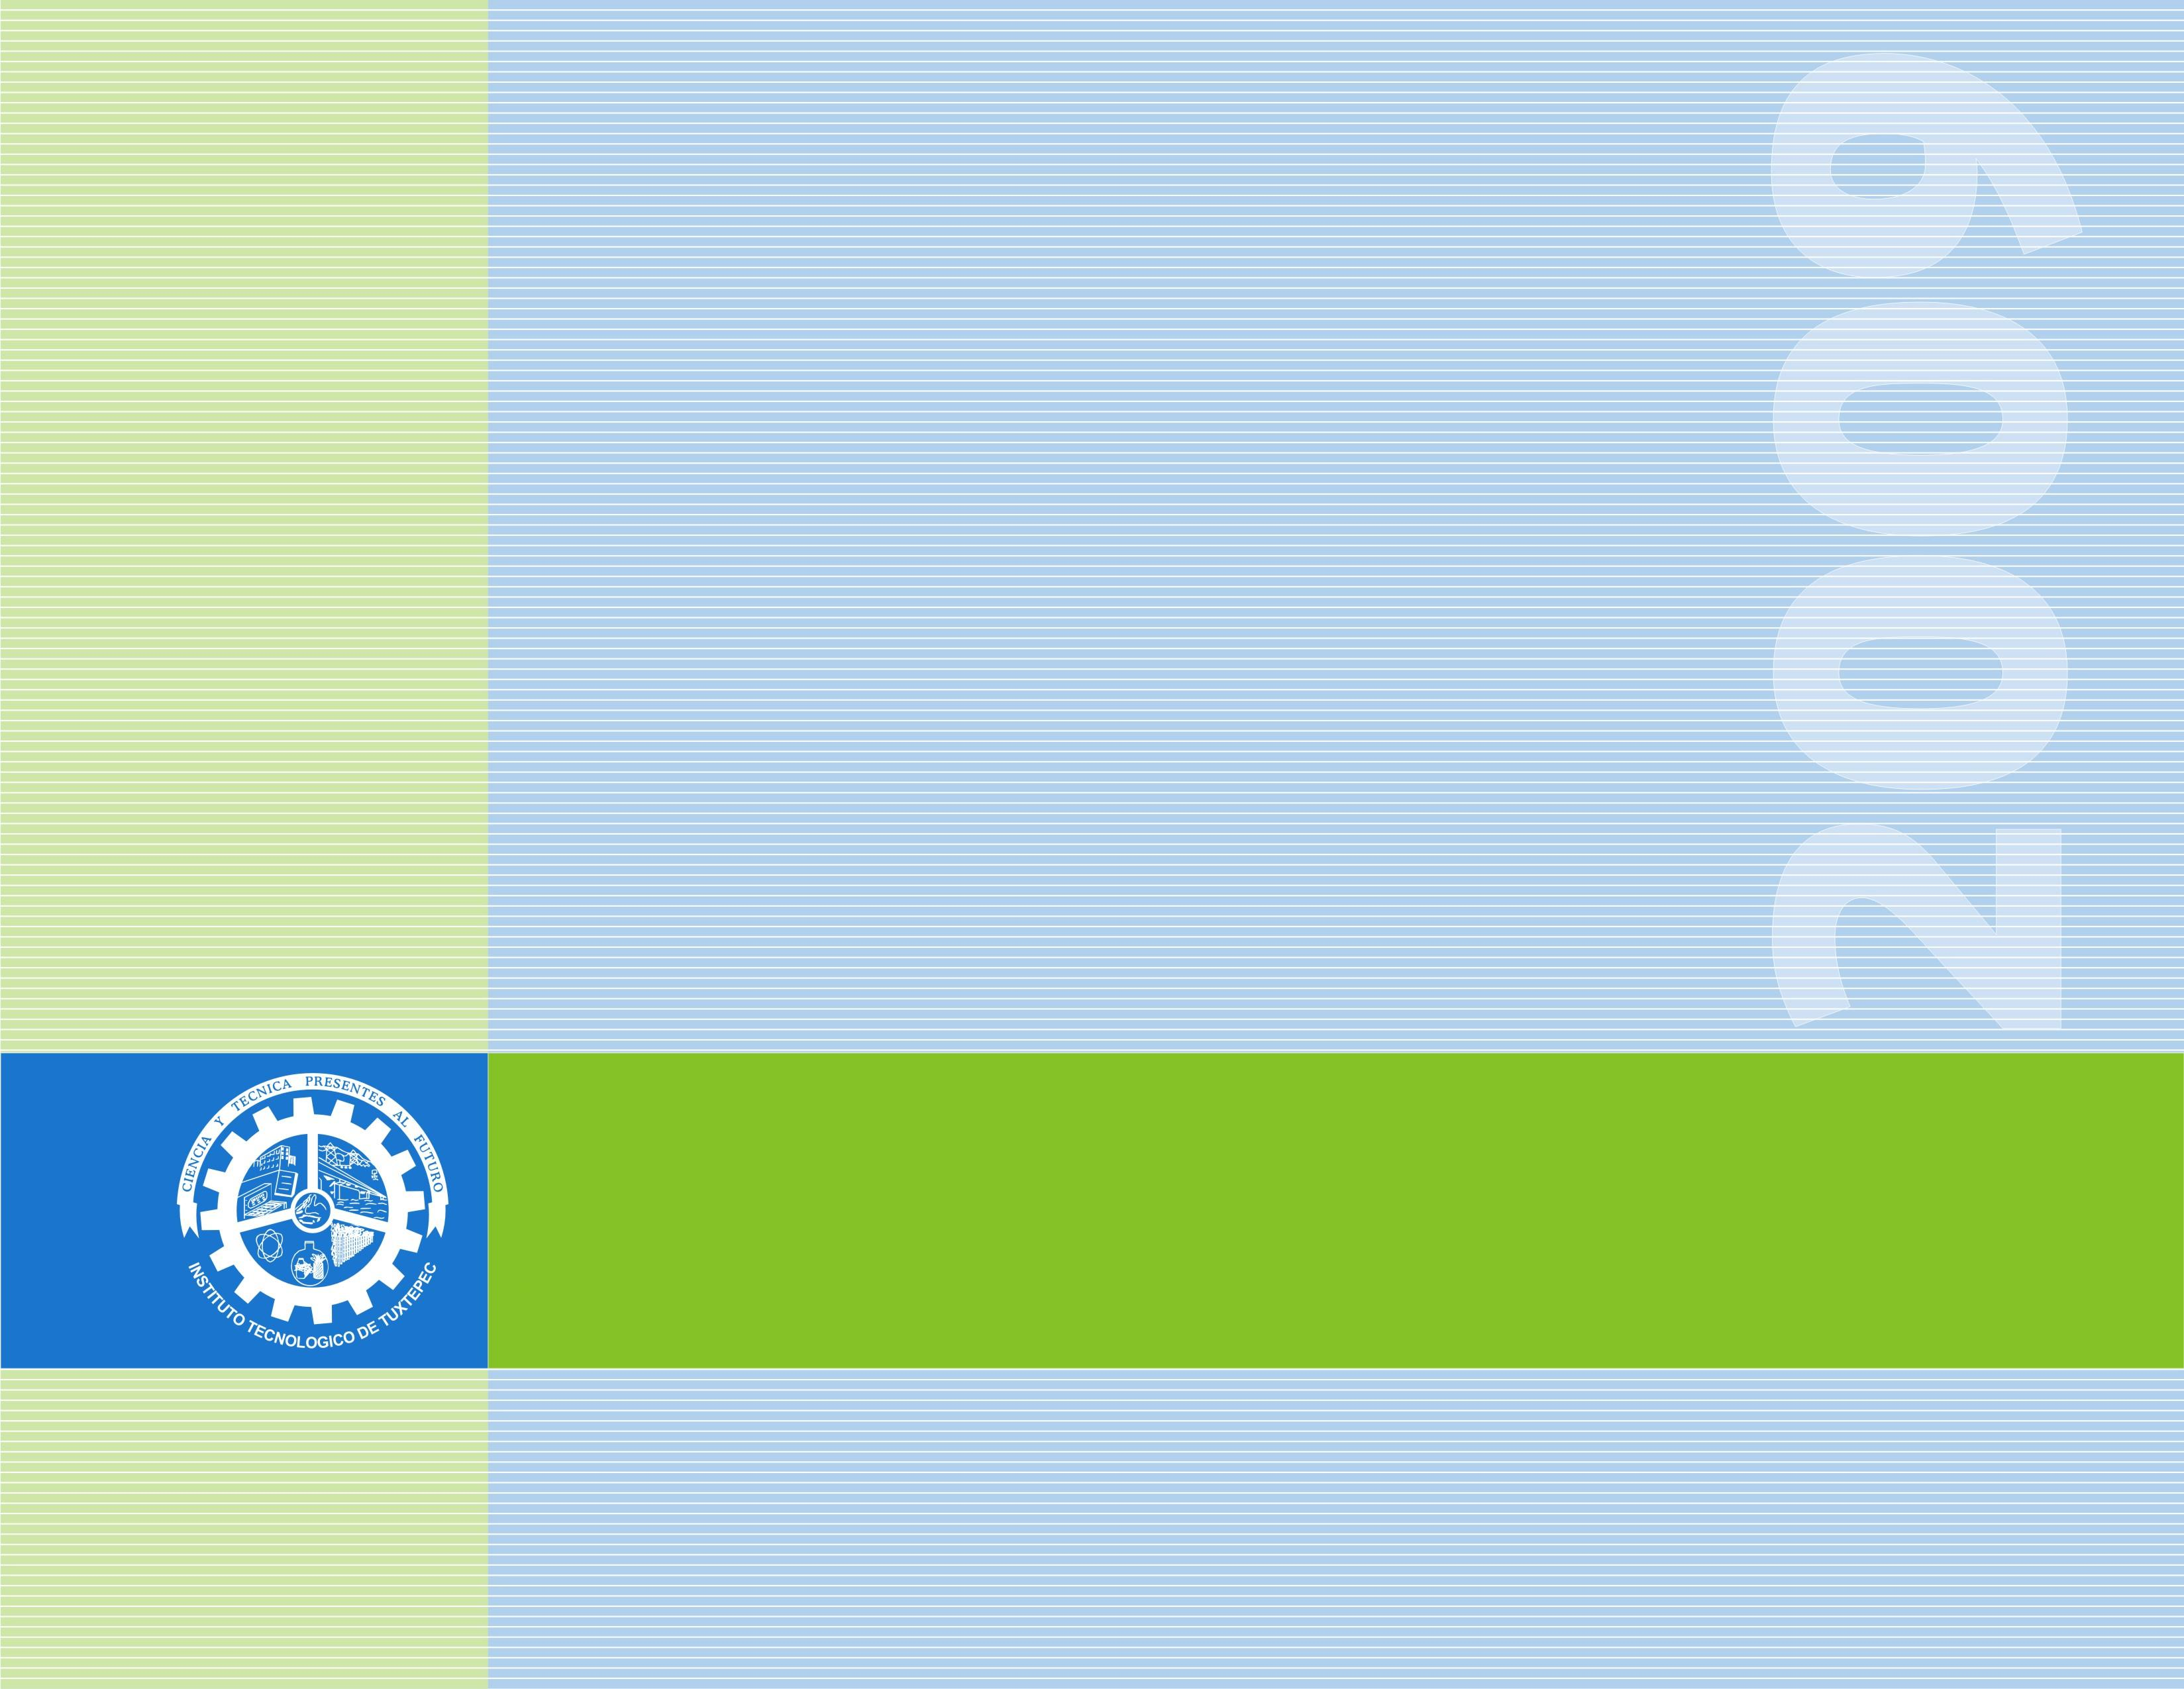 2009
CIENCIA Y TECNICA PRESENTES AL FUTURO
INSTITUTO TECNOLOGICO DE TUXTEPEC